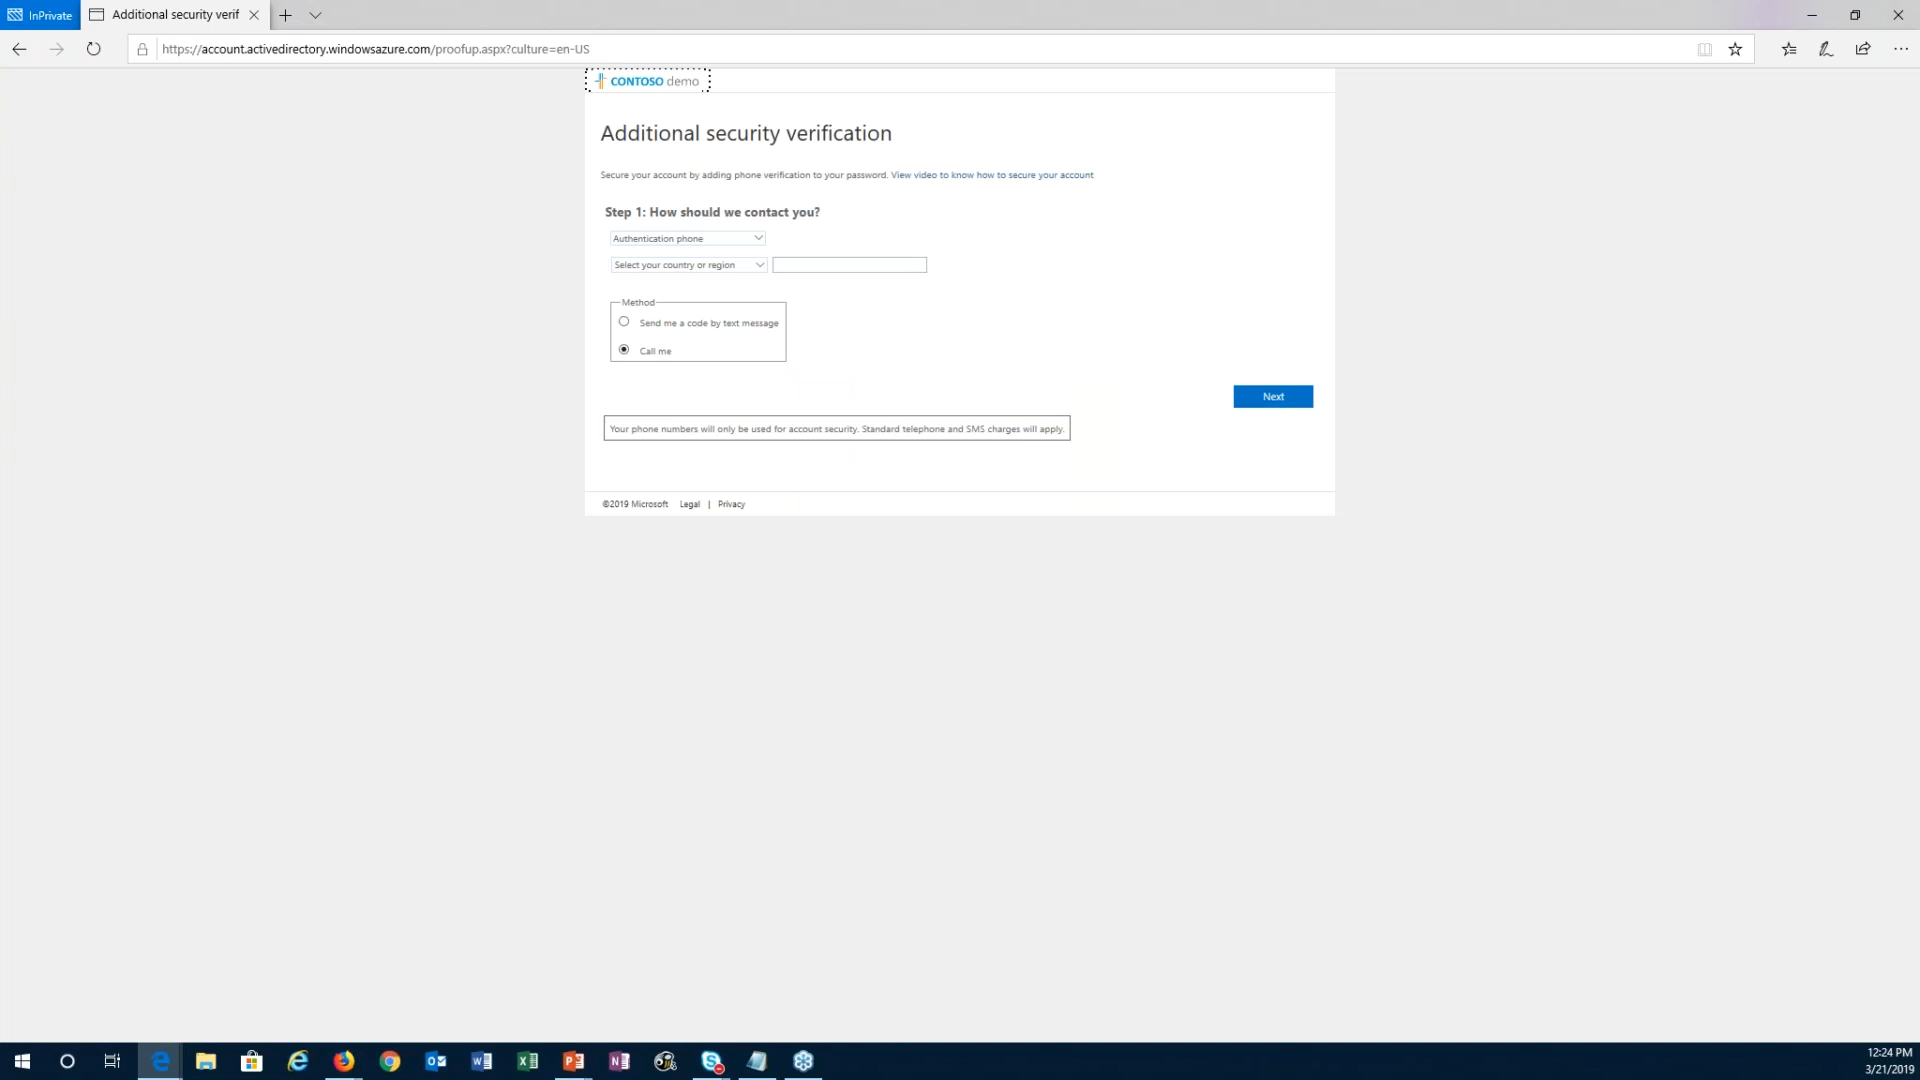 InPrivate
Additional security verif
https://account.activedirectory.windowsazure.com/proofup.aspx?culture=en-US
CONTOSO demo
Additional security verification
Secure your account by adding phone verification to your password. View video to know how to secure your account
Step 1: How should we contact you?
Authentication phone
Select your country or region
Method
Send me a code by text message
Call me
Next
Your phone numbers will only be used for account security. Standard telephone and SMS charges will apply.
©2019 Microsoft Legal | Privacy
12:24 PM
3/21/2019